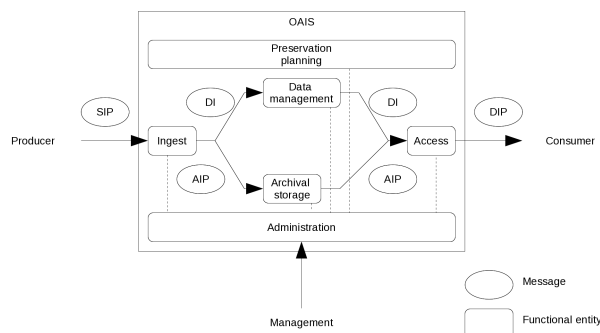 OAIS
Preservation
planning
Data
management
DI
DI
SIP
DIP
Producer
Ingest
Access
Consumer
AIP
AIP
Archival
storage
Administration
Message
Management
Functional entity